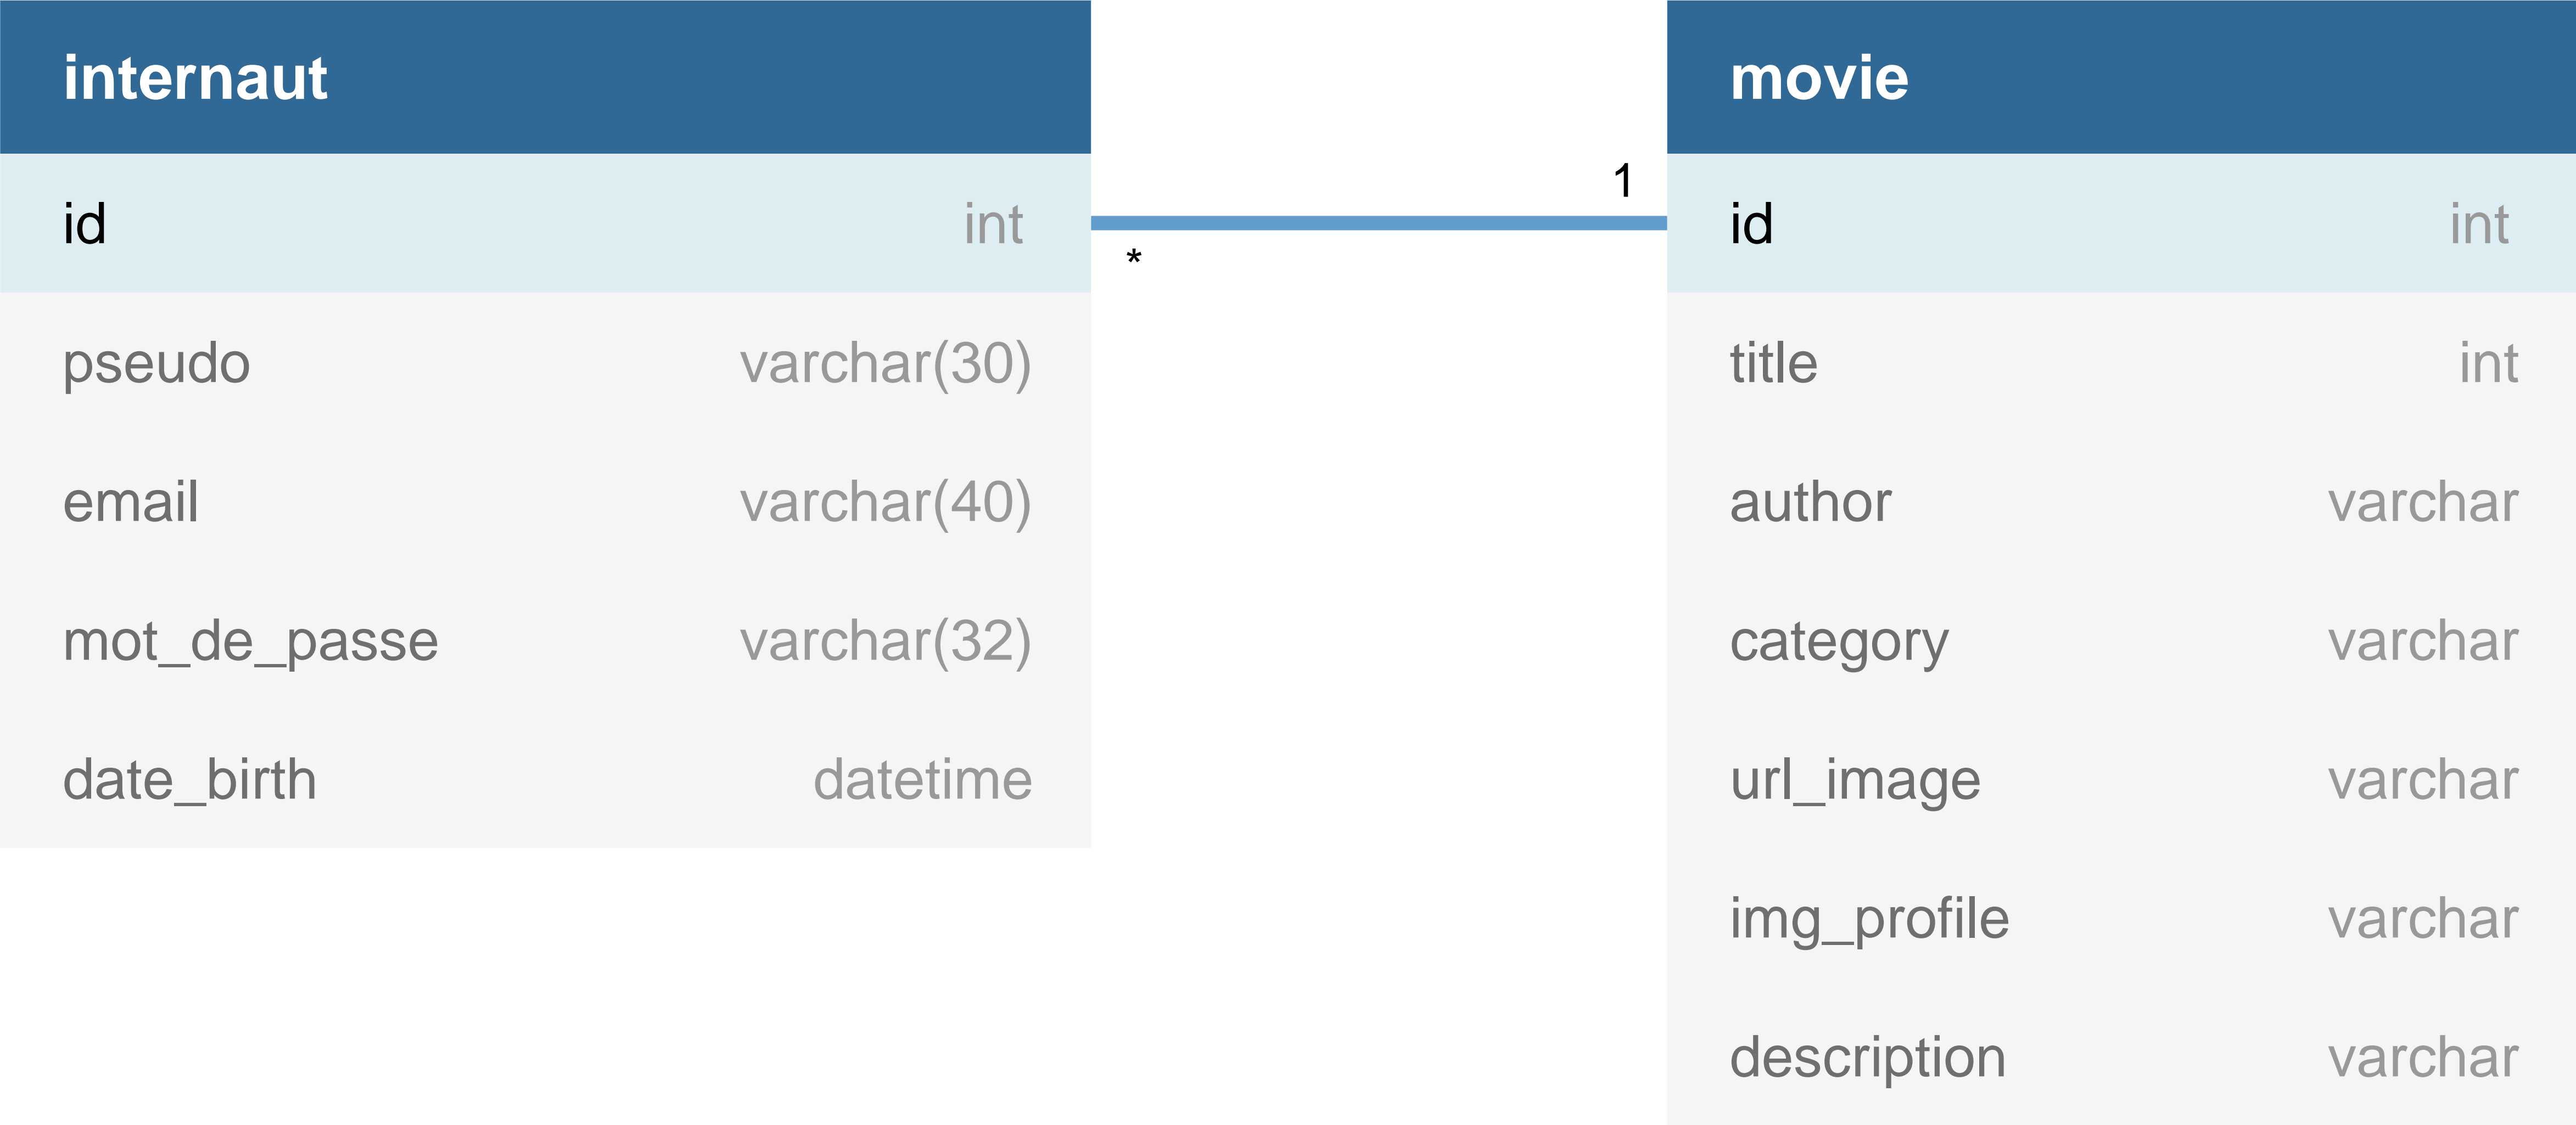 internaut
id int
pseudo varchar(30)
email varchar(40)
mot_de_passe varchar(32)
date_birth datetime
1
*
movie
id int
title int
author varchar
category varchar
url_image varchar
img_profile varchar
description varchar